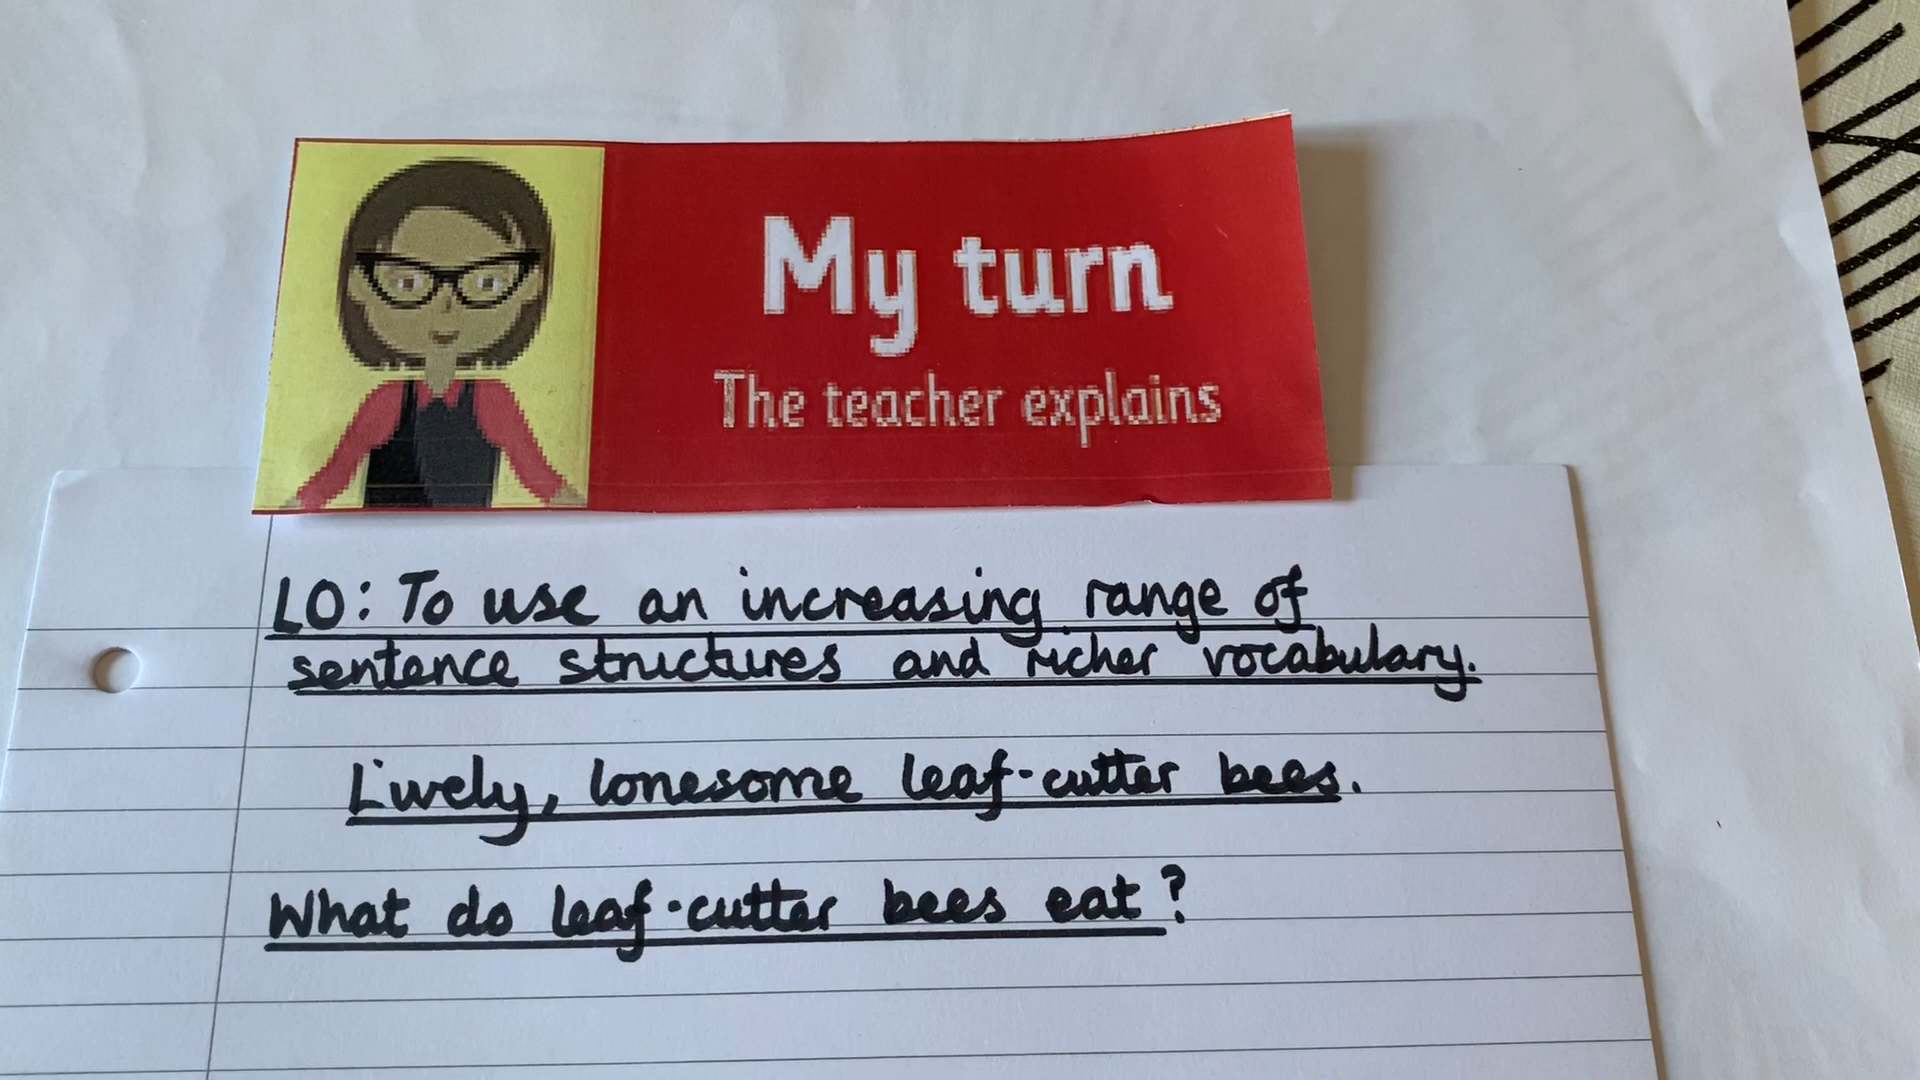 My turn
The teacher explains
LO: To use an increasing range of
sentence structures and richer vocabulary.
Lively, lonesome leaf-cutter bees.
What do leaf-cutter bees eat?